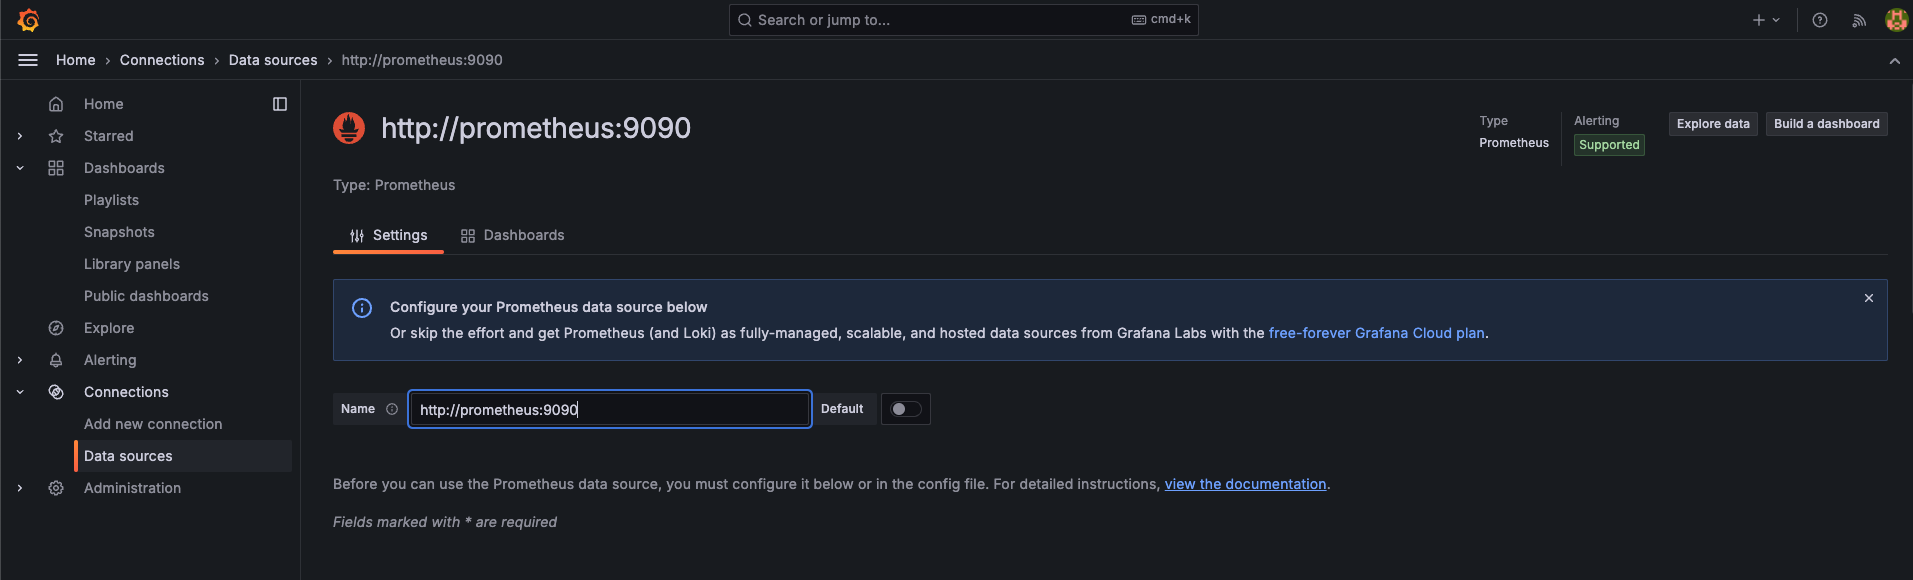 Search or jump to...
cmd+k
Home › Connections › Data sources › http://prometheus:9090
Home
Starred
Dashboards
Playlists
Snapshots
Library panels
Public dashboards
Explore
Alerting
Connections
Add new connection
Data sources
Administration
http://prometheus:9090
Type
Prometheus
Alerting
Supported
Explore data
Build a dashboard
Type: Prometheus
Settings
Dashboards
Configure your Prometheus data source below
Or skip the effort and get Prometheus (and Loki) as fully-managed, scalable, and hosted data sources from Grafana Labs with the free-forever Grafana Cloud plan.
Name
http://prometheus:9090
Default
Before you can use the Prometheus data source, you must configure it below or in the config file. For detailed instructions, view the documentation.
Fields marked with * are required